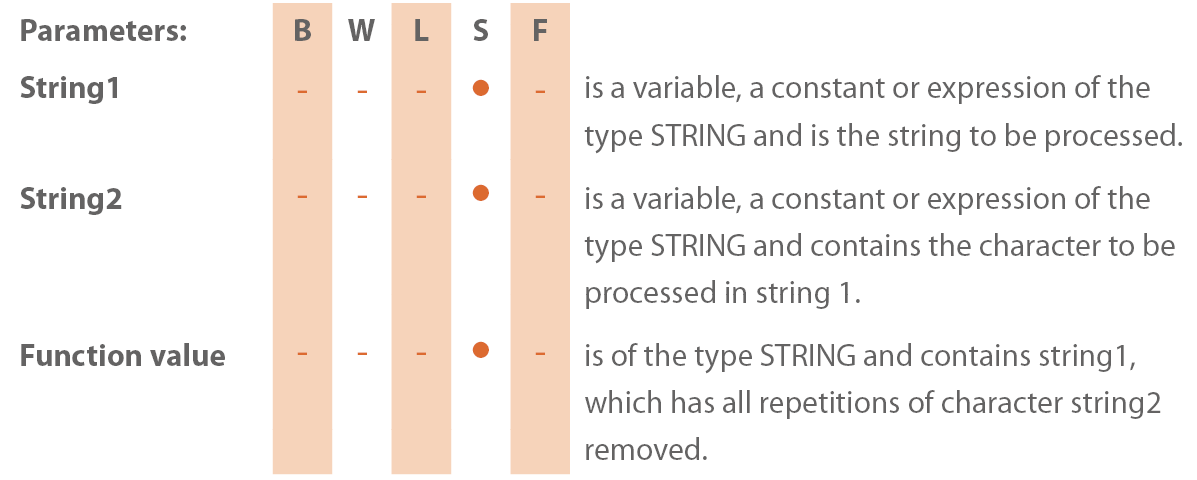 Parameters: B W L S F
String1 - - - ● - is a variable, a constant or expression of the
type STRING and is the string to be processed.
String2 - - - ● - is a variable, a constant or expression of the
type STRING and contains the character to be
processed in string 1.
Function value - - - ● - is of the type STRING and contains string1,
which has all repetitions of character string2
removed.